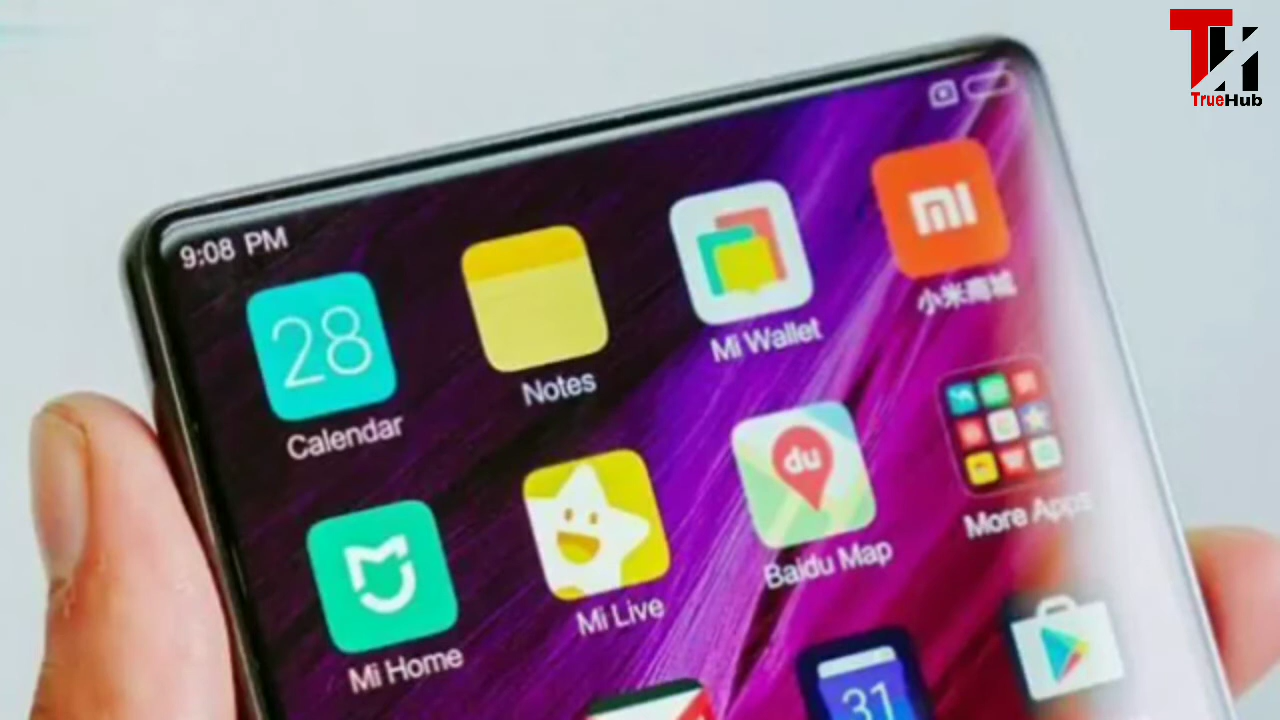 TH
TrueHub
9:08 PM
28
Calendar
Notes
Mi Wallet
mi
小米商城
Mi Home
Mi Live
du
Baidu Map
More Apps
31